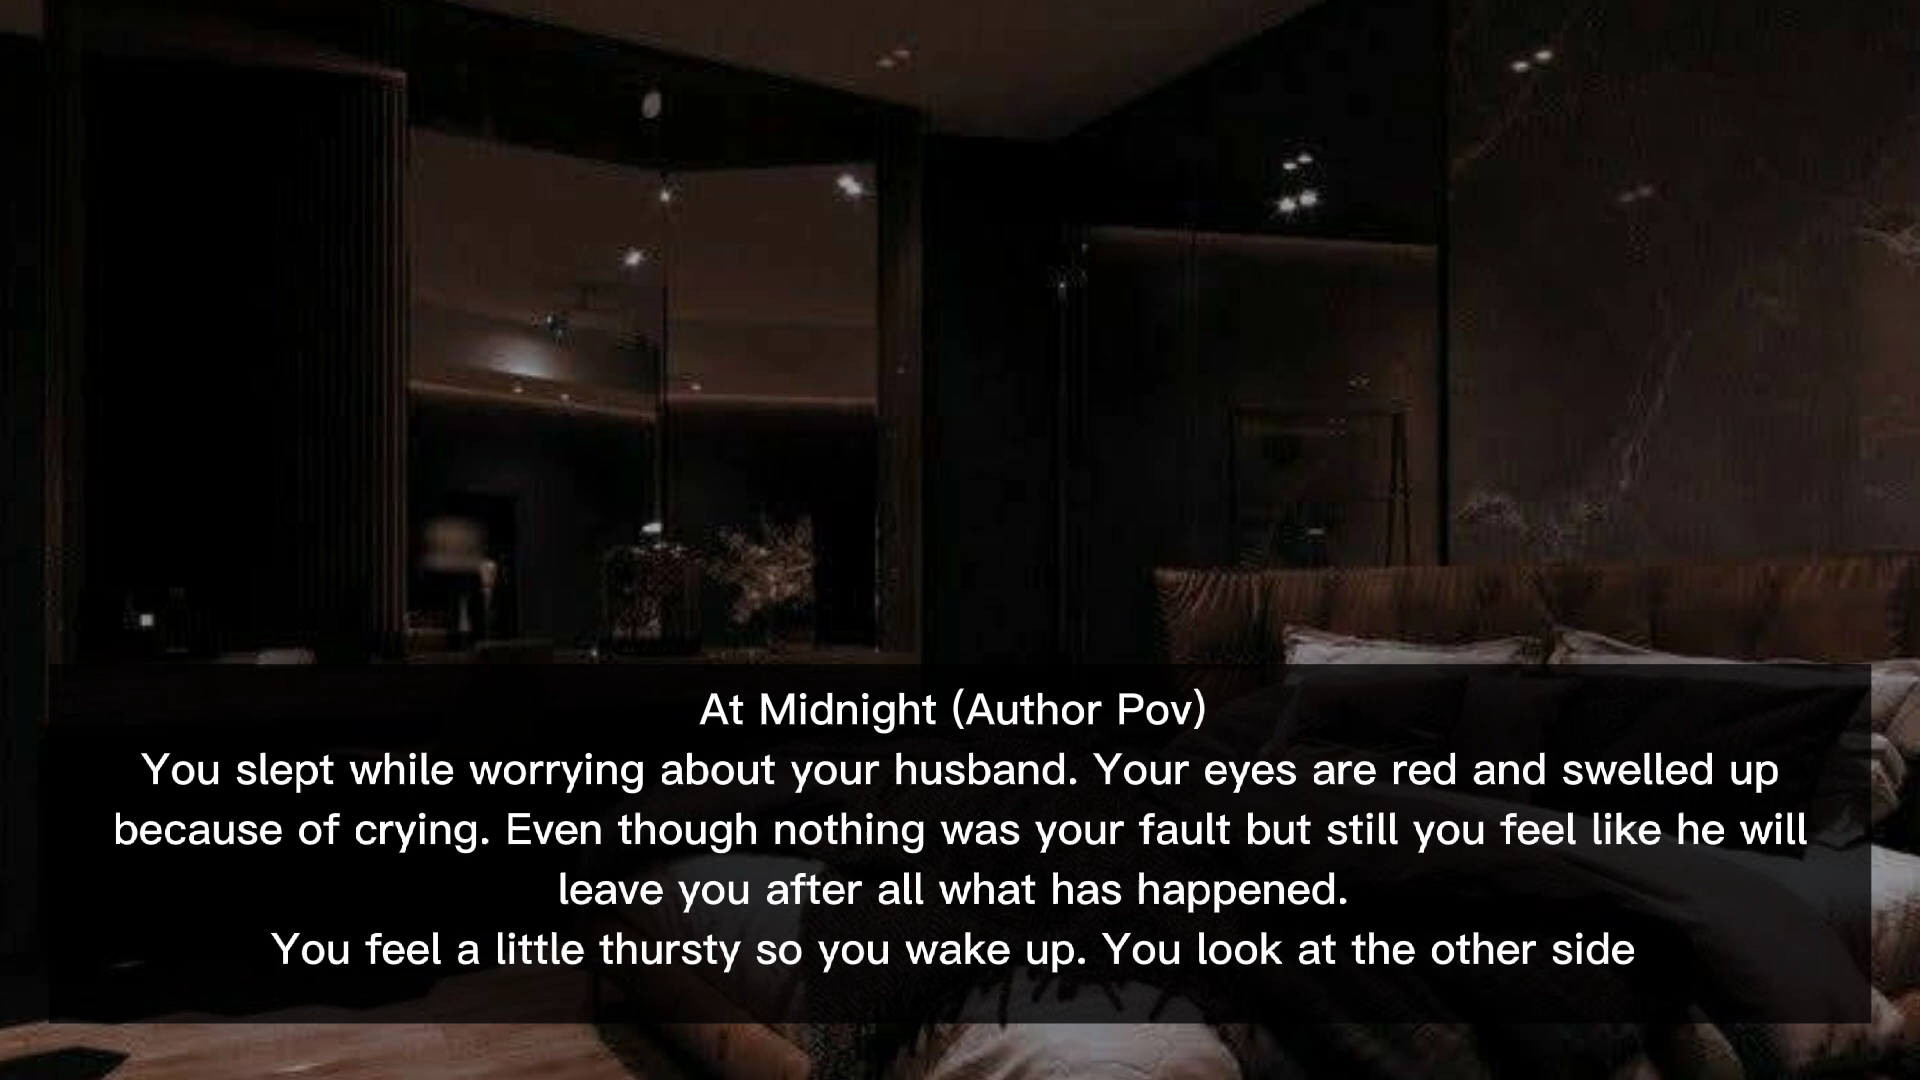 At Midnight (Author Pov)
You slept while worrying about your husband. Your eyes are red and swelled up
because of crying. Even though nothing was your fault but still you feel like he will
leave you after all what has happened.
You feel a little thursty so you wake up. You look at the other side